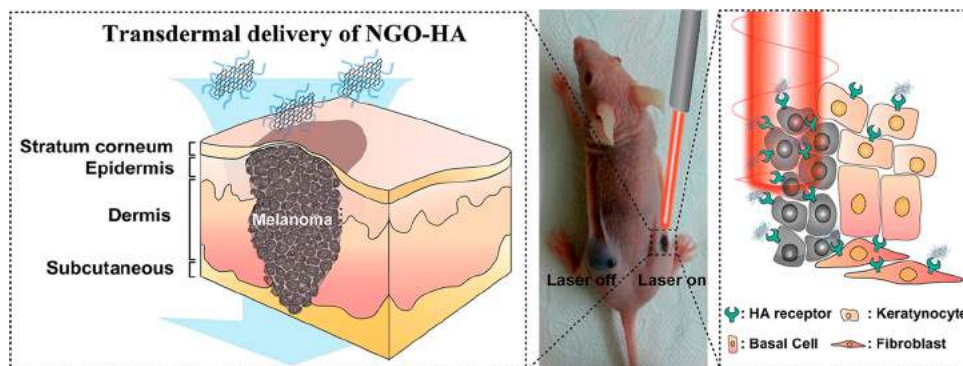 Transdermal delivery of NGO-HA
Stratum corneum
Epidermis
Dermis
Subcutaneous
Melanoma
Laser off
Laser on
: HA receptor
: Keratynocyte
: Basal Cell
: Fibroblast